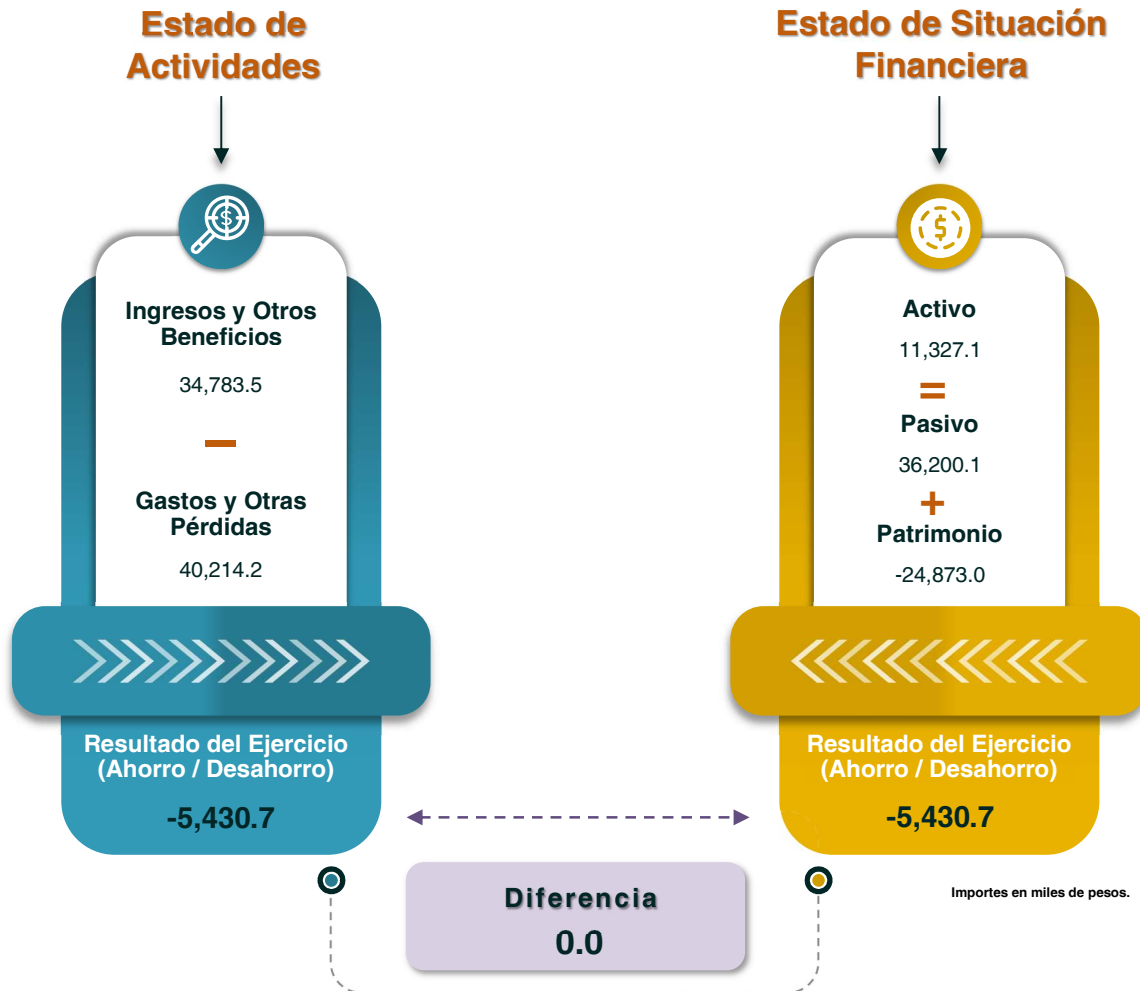 Estado de
Actividades
$
Ingresos y Otros
Beneficios
34,783.5
−
Gastos y Otras
Pérdidas
40,214.2
Resultado del Ejercicio
(Ahorro / Desahorro)
-5,430.7
Estado de Situación
Financiera
$
Activo
11,327.1
=
Pasivo
36,200.1
+
Patrimonio
-24,873.0
Resultado del Ejercicio
(Ahorro / Desahorro)
-5,430.7
Diferencia
0.0
Importes en miles de pesos.